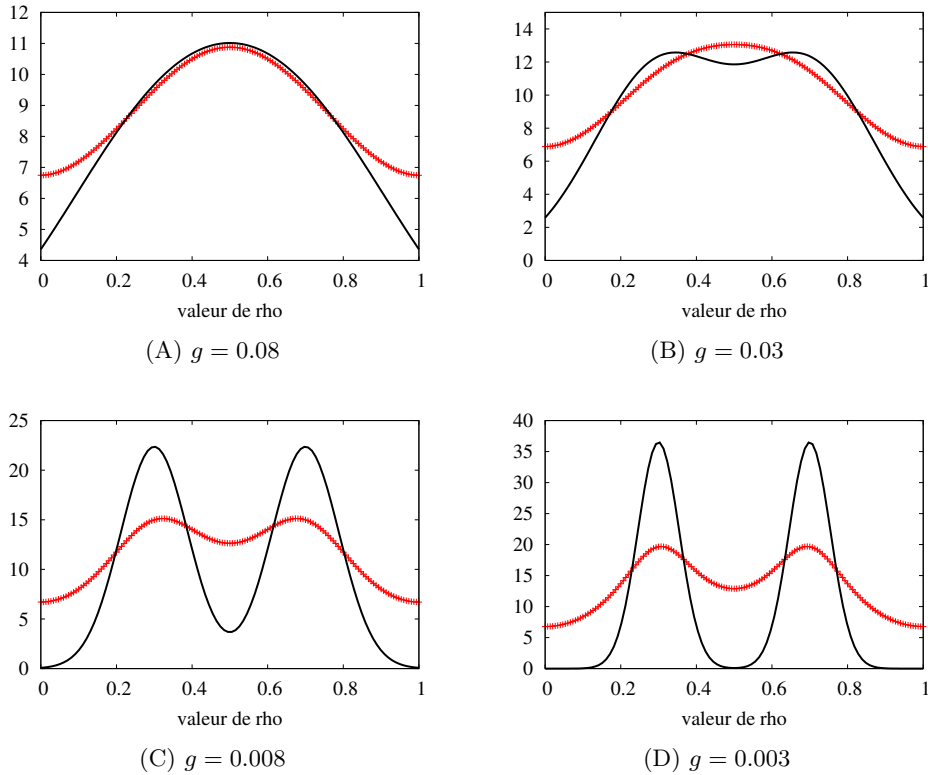 12
11
10
9
8
7
6
5
4
0 0.2 0.4 0.6 0.8 1
valeur de rho
(A) g = 0.08
14
12
10
8
6
4
2
0
0 0.2 0.4 0.6 0.8 1
valeur de rho
(B) g = 0.03
25
20
15
10
5
0
0 0.2 0.4 0.6 0.8 1
valeur de rho
(C) g = 0.008
40
35
30
25
20
15
10
5
0
0 0.2 0.4 0.6 0.8 1
valeur de rho
(D) g = 0.003